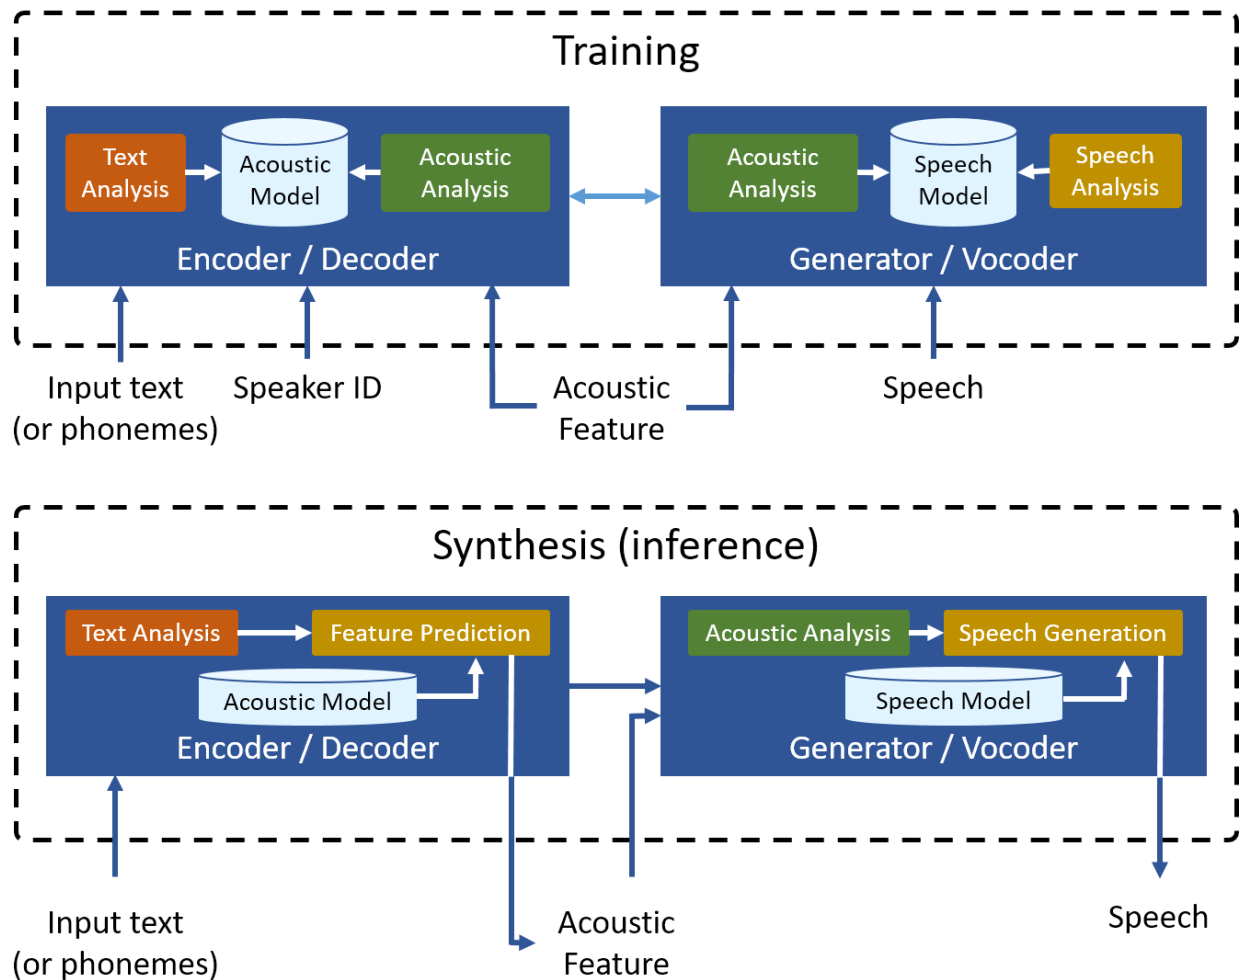 Training
Text
Analysis
Acoustic
Model
Acoustic
Analysis
Encoder / Decoder
Acoustic
Analysis
Speech
Model
Speech
Analysis
Generator / Vocoder
Input text
(or phonemes)
Speaker ID
Acoustic
Feature
Speech
Synthesis (inference)
Text Analysis
Feature Prediction
Acoustic Model
Encoder / Decoder
Acoustic Analysis
Speech Generation
Speech Model
Generator / Vocoder
Input text
(or phonemes)
Acoustic
Feature
Speech